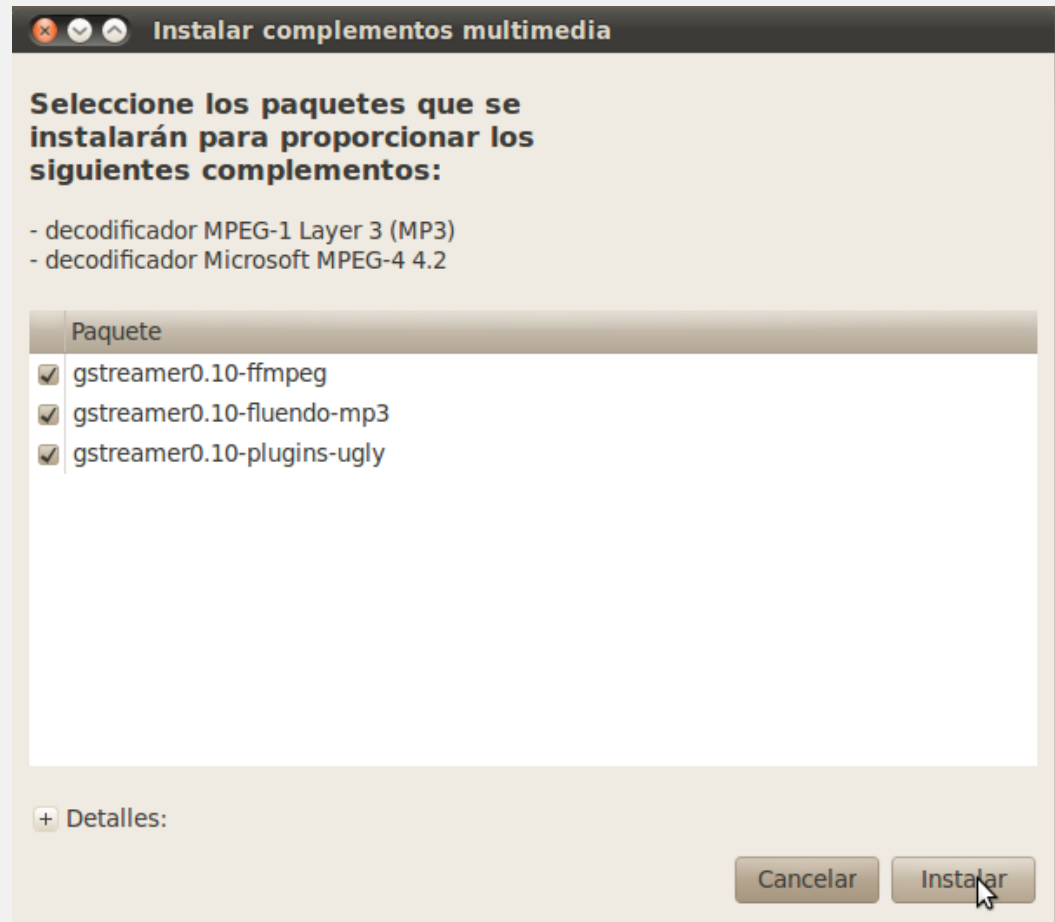 Instalar complementos multimedia
Seleccione los paquetes que se
instalarán para proporcionar los
siguientes complementos:
- decodificador MPEG-1 Layer 3 (MP3)
- decodificador Microsoft MPEG-4 4.2
Paquete
gstreamer0.10-ffmpeg
gstreamer0.10-fluendo-mp3
gstreamer0.10-plugins-ugly
+ Detalles:
Cancelar Instalar